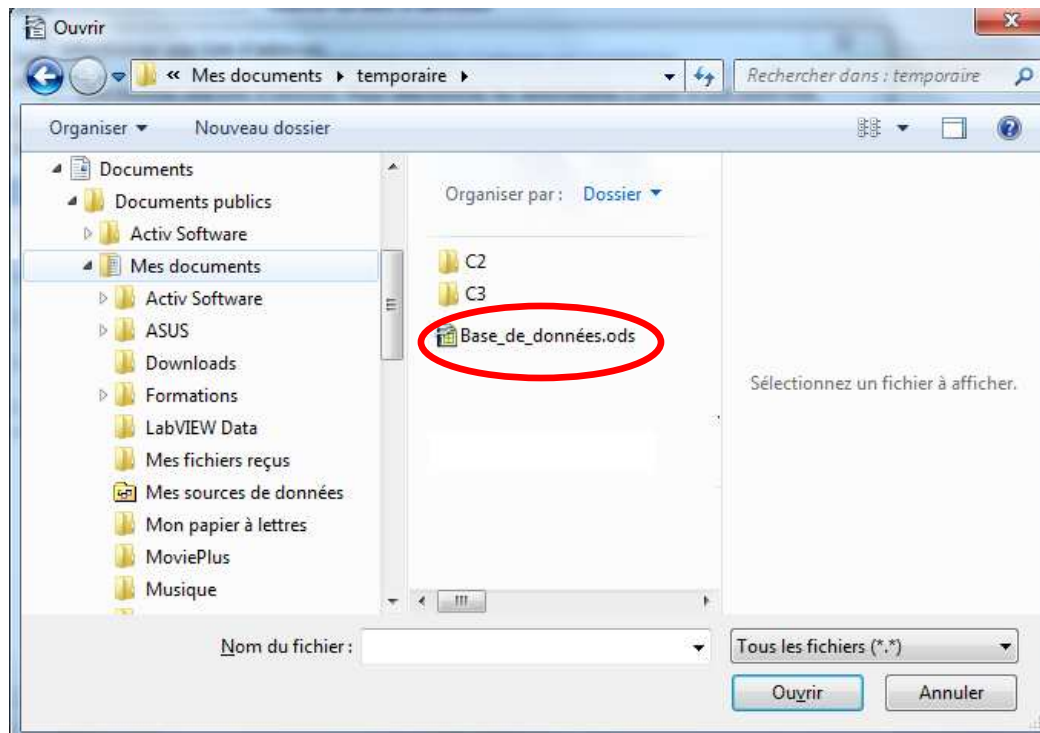 Ouvrir
« Mes documents temporaire
Rechercher dans : temporaire
Organiser Nouveau dossier
Documents
Documents publics
Activ Software
Mes documents
Activ Software
ASUS
Downloads
Formations
LabVIEW Data
Mes fichiers reçus
Mes sources de données
Mon papier à lettres
MoviePlus
Musique
Organiser par : Dossier
C2
C3
Base_de_données.ods
Sélectionnez un fichier à afficher.
Nom du fichier :
Tous les fichiers (*.*)
Ouvrir Annuler